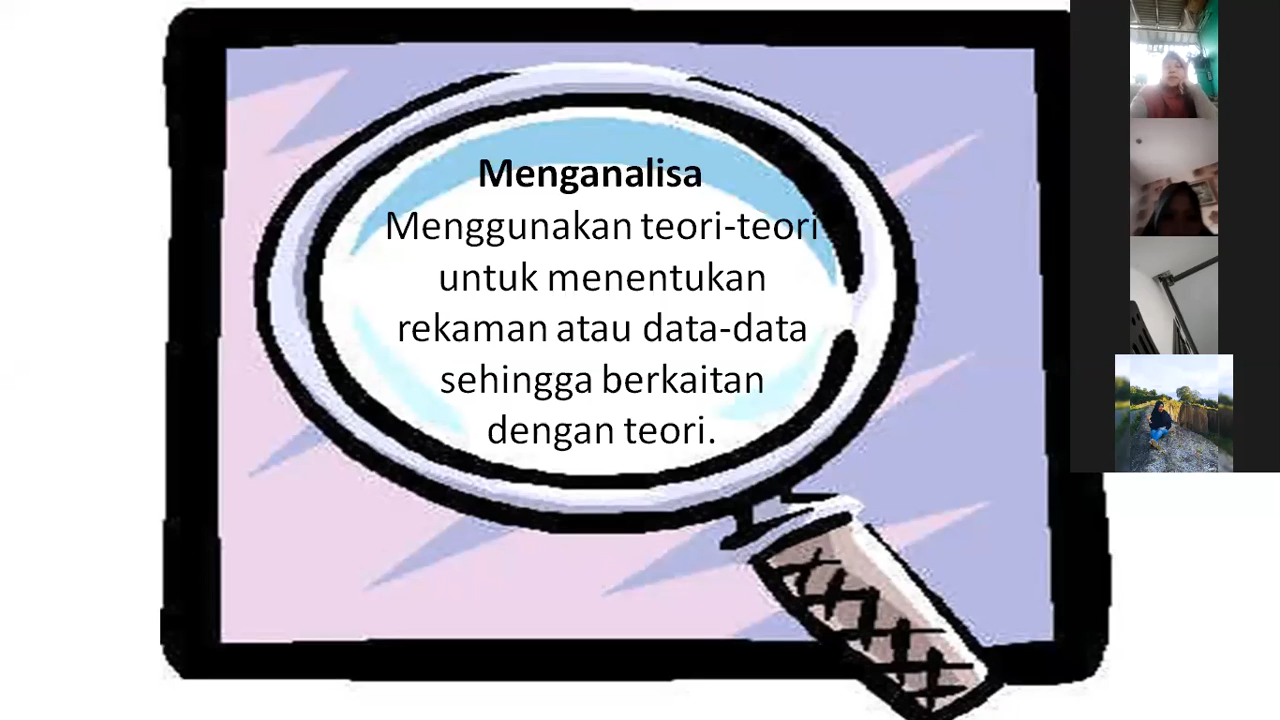 Menganalisa
Menggunakan teori-teori
untuk menentukan
rekaman atau data-data
sehingga berkaitan
dengan teori.